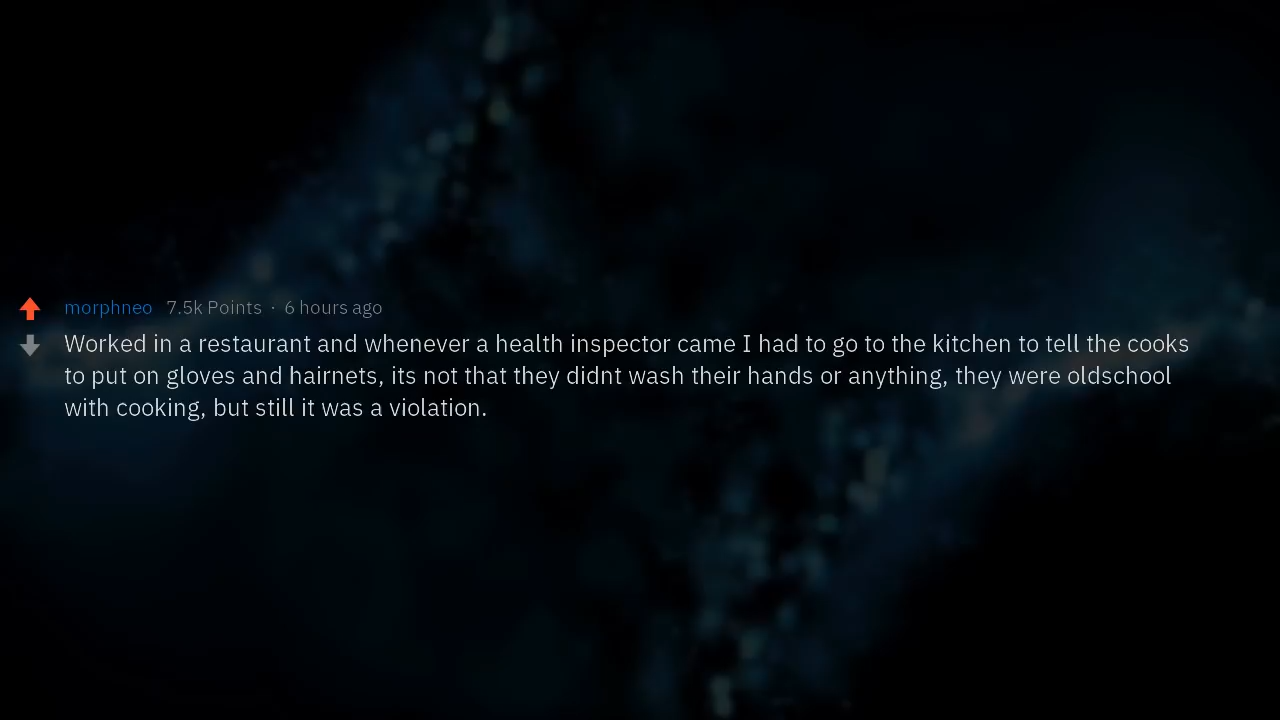 morphneo 7.5k Points · 6 hours ago
Worked in a restaurant and whenever a health inspector came I had to go to the kitchen to tell the cooks
to put on gloves and hairnets, its not that they didnt wash their hands or anything, they were oldschool
with cooking, but still it was a violation.